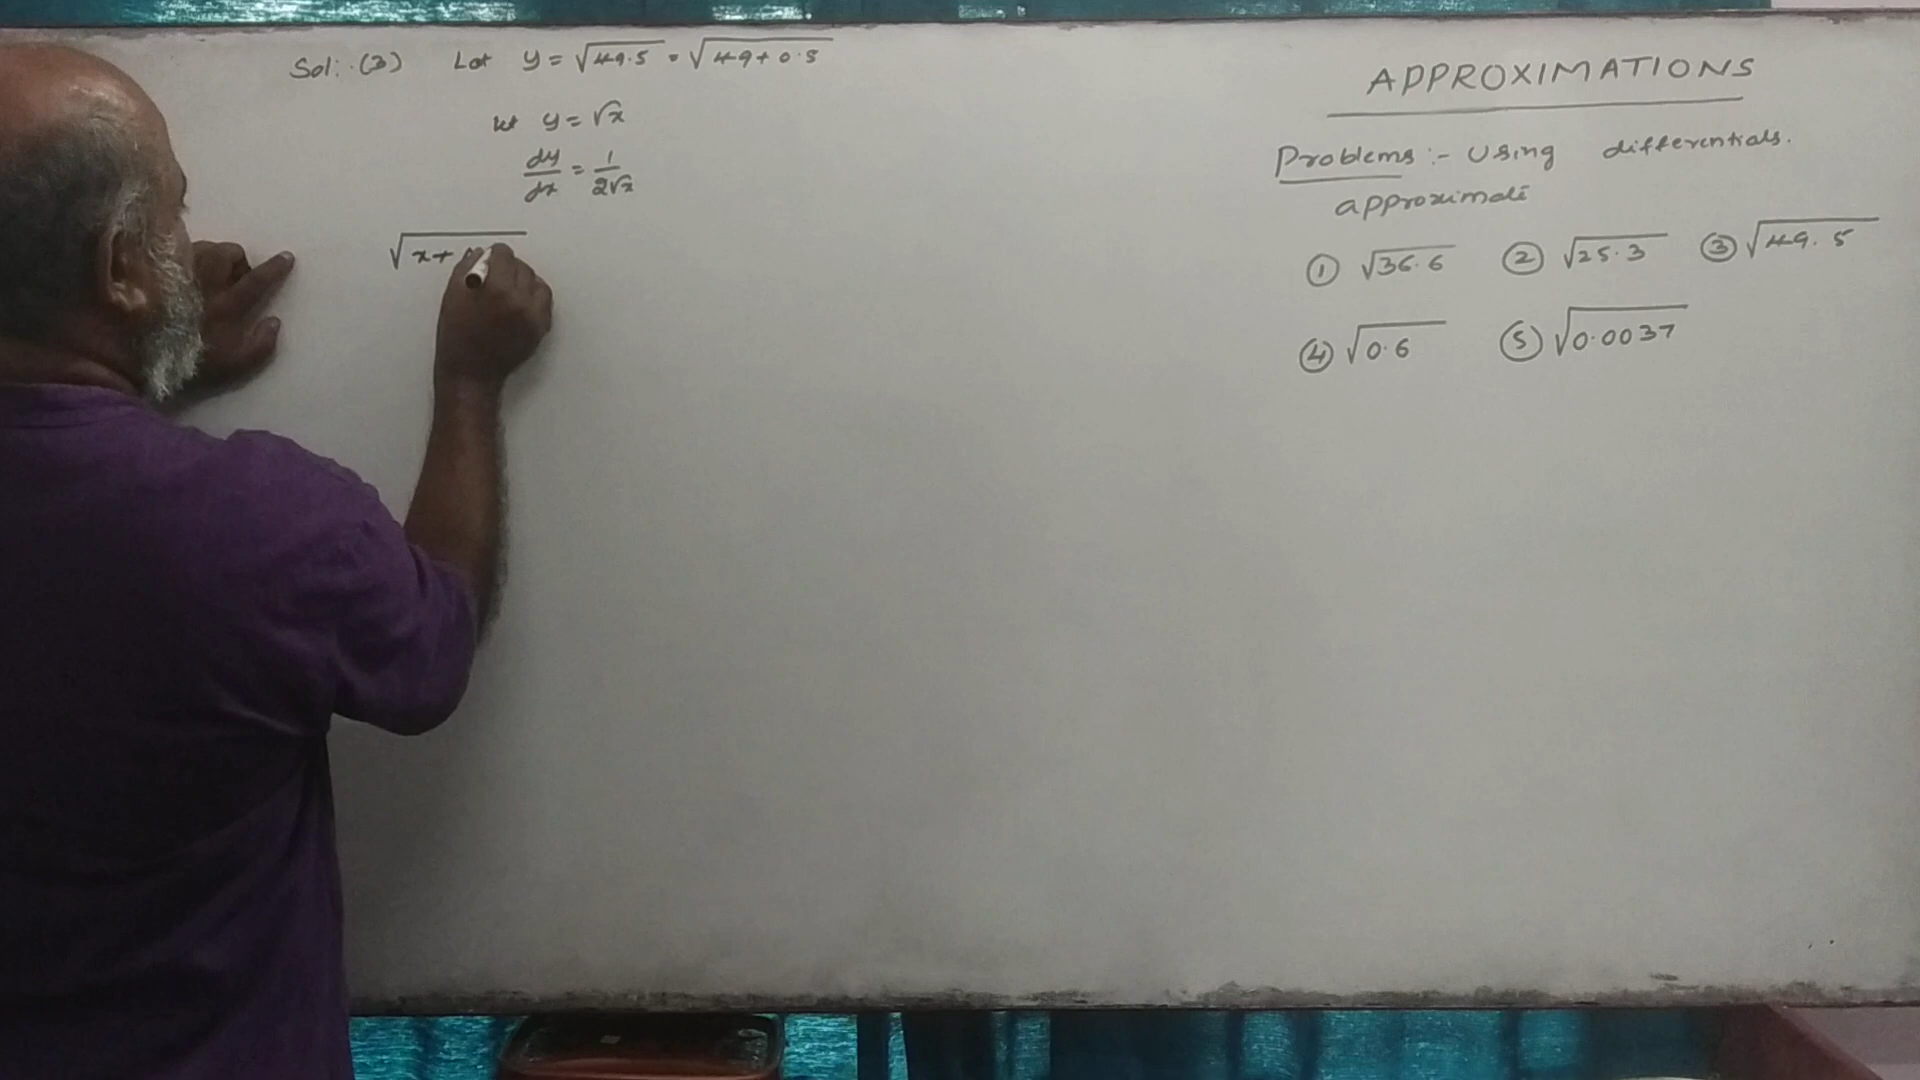 Sol:- (3) Let y = √49.5 = √49+0.5
let y = √x
dy/dx = 1/2√x
√x+
APPROXIMATIONS
Problems :- Using differentials.
approximate
① √36.6 ② √25.3 ③ √49.5
④ √0.6 ⑤ √0.0037